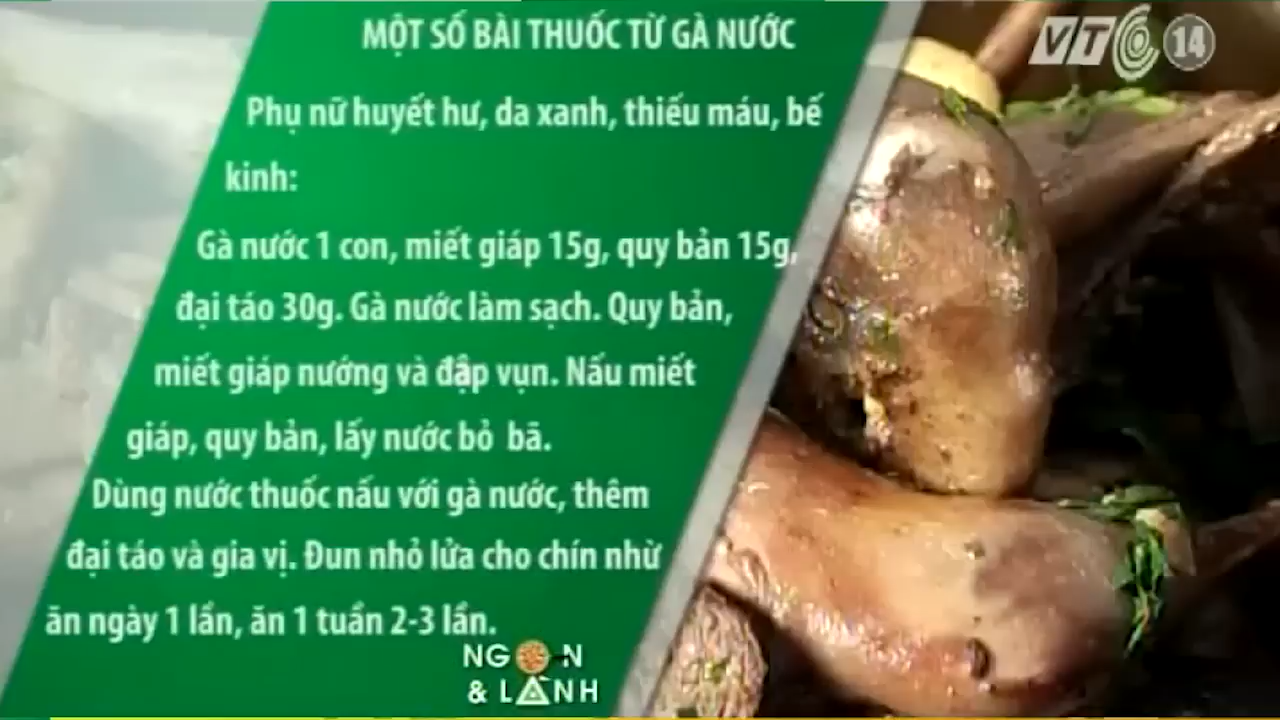 MỘT SỐ BÀI THUỐC TỪ GÀ NƯỚC
VTC 14
Phụ nữ huyết hư, da xanh, thiếu máu, bế
kinh:
Gà nước 1 con, miết giáp 15g, quy bản 15g,
đại táo 30g. Gà nước làm sạch. Quy bản,
miết giáp nướng và đập vụn. Nấu miết
giáp, quy bản, lấy nước bỏ bã.
Dùng nước thuốc nấu với gà nước, thêm
đại táo và gia vị. Đun nhỏ lửa cho chín nhừ
ăn ngày 1 lần, ăn 1 tuần 2-3 lần.
NGON
& LÀNH